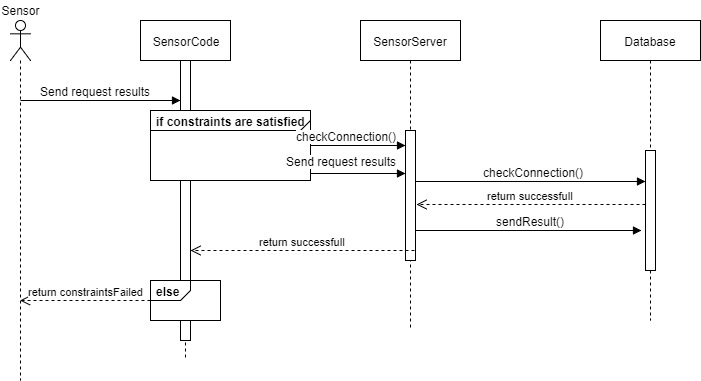 Sensor
SensorCode
SensorServer
Database
Send request results
if constraints are satisfied
checkConnection()
Send request results
checkConnection()
return successfull
sendResult()
return successfull
return constraintsFailed
else